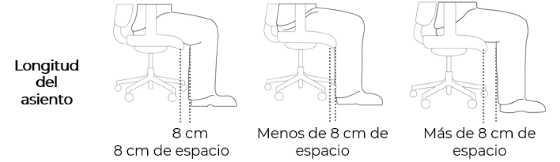 Longitud
del
asiento
8 cm
8 cm de espacio
Menos de 8 cm de
espacio
Más de 8 cm de
espacio